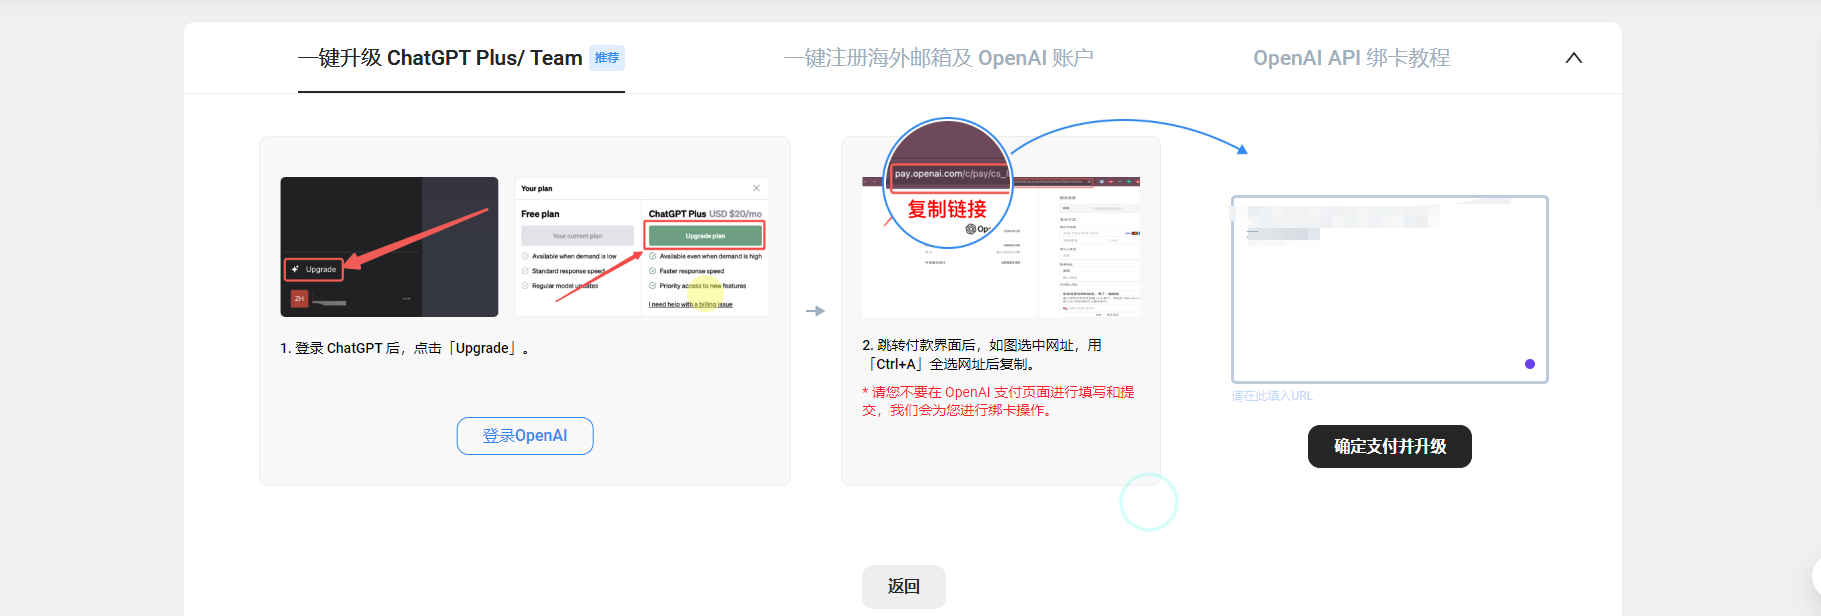 一键升级 ChatGPT Plus/ Team 推荐
一键注册海外邮箱及 OpenAI 账户
OpenAI API 绑卡教程
Upgrade
ZH
Your plan
Free plan
Your current plan
Available when demand is low
Standard response speed
Regular model updates
ChatGPT Plus USD $20/mo
Upgrade plan
Available even when demand is high
Faster response speed
Priority access to new features
I need help with a billing issue
1. 登录 ChatGPT 后，点击「Upgrade」。
登录OpenAI
pay.openai.com/c/pay/cs_l
复制链接
2. 跳转付款界面后，如图选中网址，用
「Ctrl+A」全选网址后复制。
* 请您不要在 OpenAI 支付页面进行填写和提
交，我们会为您进行绑卡操作。
请在此填入URL
确定支付并升级
返回